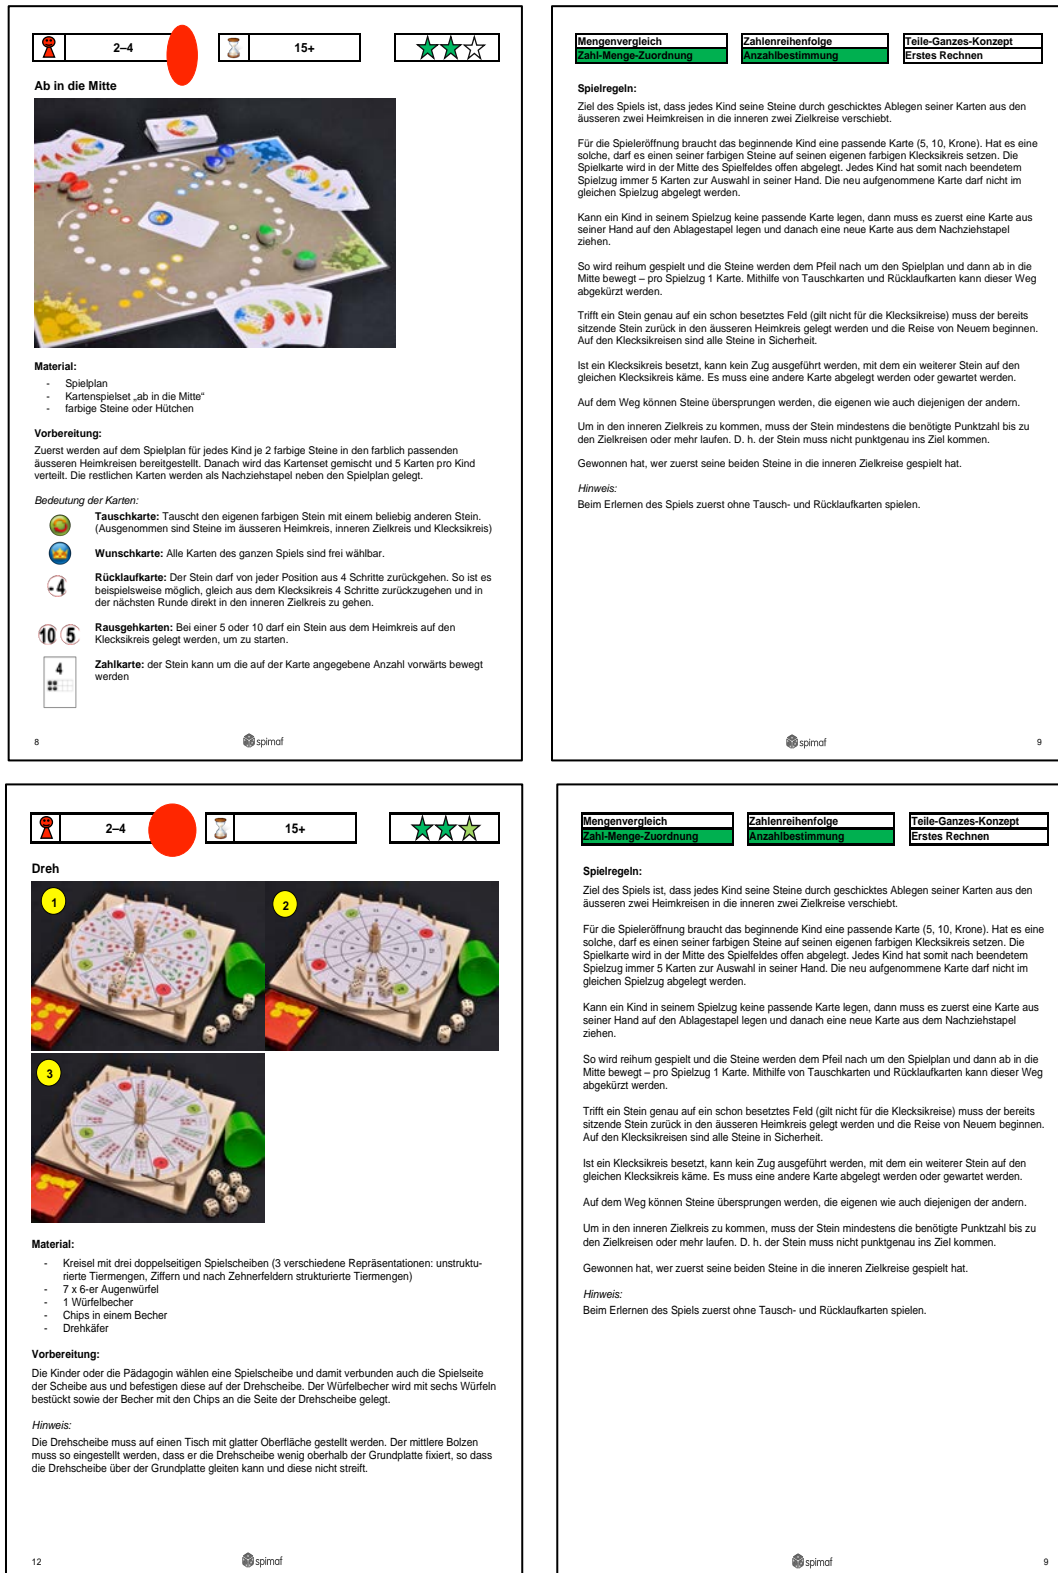 2–4
15+
Ab in die Mitte
Material:
- Spielplan
- Kartenspielset „ab in die Mitte“
- farbige Steine oder Hütchen
Vorbereitung:
Zuerst werden auf dem Spielplan für jedes Kind je 2 farbige Steine in den farblich passenden
äusseren Heimkreisen bereitgestellt. Danach wird das Kartenset gemischt und 5 Karten pro Kind
verteilt. Die restlichen Karten werden als Nachziehstapel neben den Spielplan gelegt.
Bedeutung der Karten:
Tauschkarte: Tauscht den eigenen farbigen Stein mit einem beliebig anderen Stein.
(Ausgenommen sind Steine im äusseren Heimkreis, inneren Zielkreis und Klecksikreis)
Wunschkarte: Alle Karten des ganzen Spiels sind frei wählbar.
-4
Rücklaufkarte: Der Stein darf von jeder Position aus 4 Schritte zurückgehen. So ist es
beispielsweise möglich, gleich aus dem Klecksikreis 4 Schritte zurückzugehen und in
der nächsten Runde direkt in den inneren Zielkreis zu gehen.
10 5
Rausgehkarten: Bei einer 5 oder 10 darf ein Stein aus dem Heimkreis auf den
Klecksikreis gelegt werden, um zu starten.
4
Zahlkarte: der Stein kann um die auf der Karte angegebene Anzahl vorwärts bewegt
werden
8
spimaf
Mengenvergleich
Zahl-Menge-Zuordnung
Zahlenreihenfolge
Anzahlbestimmung
Teile-Ganzes-Konzept
Erstes Rechnen
Spielregeln:
Ziel des Spiels ist, dass jedes Kind seine Steine durch geschicktes Ablegen seiner Karten aus den
äusseren zwei Heimkreisen in die inneren zwei Zielkreise verschiebt.
Für die Spieleröffnung braucht das beginnende Kind eine passende Karte (5, 10, Krone). Hat es eine
solche, darf es einen seiner farbigen Steine auf seinen eigenen farbigen Klecksikreis setzen. Die
Spielkarte wird in der Mitte des Spielfeldes offen abgelegt. Jedes Kind hat somit nach beendetem
Spielzug immer 5 Karten zur Auswahl in seiner Hand. Die neu aufgenommene Karte darf nicht im
gleichen Spielzug abgelegt werden.
Kann ein Kind in seinem Spielzug keine passende Karte legen, dann muss es zuerst eine Karte aus
seiner Hand auf den Ablagestapel legen und danach eine neue Karte aus dem Nachziehstapel
ziehen.
So wird reihum gespielt und die Steine werden dem Pfeil nach um den Spielplan und dann ab in die
Mitte bewegt – pro Spielzug 1 Karte. Mithilfe von Tauschkarten und Rücklaufkarten kann dieser Weg
abgekürzt werden.
Trifft ein Stein genau auf ein schon besetztes Feld (gilt nicht für die Klecksikreise) muss der bereits
sitzende Stein zurück in den äusseren Heimkreis gelegt werden und die Reise von Neuem beginnen.
Auf den Klecksikreisen sind alle Steine in Sicherheit.
Ist ein Klecksikreis besetzt, kann kein Zug ausgeführt werden, mit dem ein weiterer Stein auf den
gleichen Klecksikreis käme. Es muss eine andere Karte abgelegt werden oder gewartet werden.
Auf dem Weg können Steine übersprungen werden, die eigenen wie auch diejenigen der andern.
Um in den inneren Zielkreis zu kommen, muss der Stein mindestens die benötigte Punktzahl bis zu
den Zielkreisen oder mehr laufen. D. h. der Stein muss nicht punktgenau ins Ziel kommen.
Gewonnen hat, wer zuerst seine beiden Steine in die inneren Zielkreise gespielt hat.
Hinweis:
Beim Erlernen des Spiels zuerst ohne Tausch- und Rücklaufkarten spielen.
spimaf
9
2–4
15+
Dreh
1
2
3
Material:
- Kreisel mit drei doppelseitigen Spielscheiben (3 verschiedene Repräsentationen: unstruktu-
rierte Tiermengen, Ziffern und nach Zehnerfeldern strukturierte Tiermengen)
- 7 x 6-er Augenwürfel
- 1 Würfelbecher
- Chips in einem Becher
- Drehkäfer
Vorbereitung:
Die Kinder oder die Pädagogin wählen eine Spielscheibe und damit verbunden auch die Spielseite
der Scheibe aus und befestigen diese auf der Drehscheibe. Der Würfelbecher wird mit sechs Würfeln
bestückt sowie der Becher mit den Chips an die Seite der Drehscheibe gelegt.
Hinweis:
Die Drehscheibe muss auf einen Tisch mit glatter Oberfläche gestellt werden. Der mittlere Bolzen
muss so eingestellt werden, dass er die Drehscheibe wenig oberhalb der Grundplatte fixiert, so dass
die Drehscheibe über der Grundplatte gleiten kann und diese nicht streift.
12
spimaf
Mengenvergleich
Zahl-Menge-Zuordnung
Zahlenreihenfolge
Anzahlbestimmung
Teile-Ganzes-Konzept
Erstes Rechnen
Spielregeln:
Ziel des Spiels ist, dass jedes Kind seine Steine durch geschicktes Ablegen seiner Karten aus den
äusseren zwei Heimkreisen in die inneren zwei Zielkreise verschiebt.
Für die Spieleröffnung braucht das beginnende Kind eine passende Karte (5, 10, Krone). Hat es eine
solche, darf es einen seiner farbigen Steine auf seinen eigenen farbigen Klecksikreis setzen. Die
Spielkarte wird in der Mitte des Spielfeldes offen abgelegt. Jedes Kind hat somit nach beendetem
Spielzug immer 5 Karten zur Auswahl in seiner Hand. Die neu aufgenommene Karte darf nicht im
gleichen Spielzug abgelegt werden.
Kann ein Kind in seinem Spielzug keine passende Karte legen, dann muss es zuerst eine Karte aus
seiner Hand auf den Ablagestapel legen und danach eine neue Karte aus dem Nachziehstapel
ziehen.
So wird reihum gespielt und die Steine werden dem Pfeil nach um den Spielplan und dann ab in die
Mitte bewegt – pro Spielzug 1 Karte. Mithilfe von Tauschkarten und Rücklaufkarten kann dieser Weg
abgekürzt werden.
Trifft ein Stein genau auf ein schon besetztes Feld (gilt nicht für die Klecksikreise) muss der bereits
sitzende Stein zurück in den äusseren Heimkreis gelegt werden und die Reise von Neuem beginnen.
Auf den Klecksikreisen sind alle Steine in Sicherheit.
Ist ein Klecksikreis besetzt, kann kein Zug ausgeführt werden, mit dem ein weiterer Stein auf den
gleichen Klecksikreis käme. Es muss eine andere Karte abgelegt werden oder gewartet werden.
Auf dem Weg können Steine übersprungen werden, die eigenen wie auch diejenigen der andern.
Um in den inneren Zielkreis zu kommen, muss der Stein mindestens die benötigte Punktzahl bis zu
den Zielkreisen oder mehr laufen. D. h. der Stein muss nicht punktgenau ins Ziel kommen.
Gewonnen hat, wer zuerst seine beiden Steine in die inneren Zielkreise gespielt hat.
Hinweis:
Beim Erlernen des Spiels zuerst ohne Tausch- und Rücklaufkarten spielen.
spimaf
9